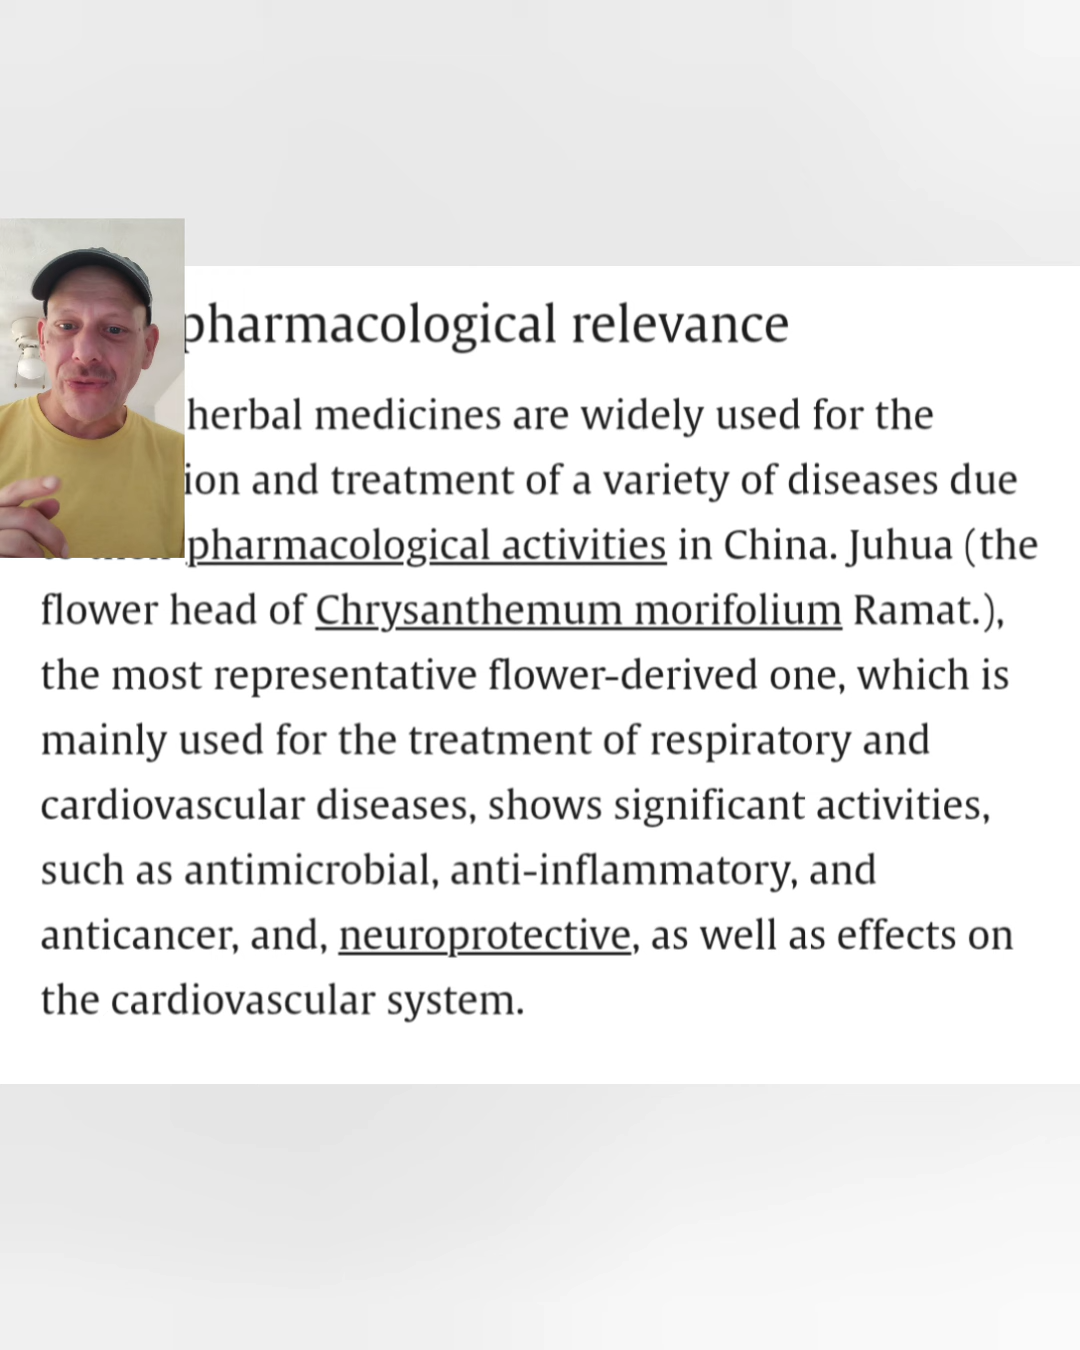 pharmacological relevance
herbal medicines are widely used for the
ion and treatment of a variety of diseases due
pharmacological activities in China. Juhua (the
flower head of Chrysanthemum morifolium Ramat.),
the most representative flower-derived one, which is
mainly used for the treatment of respiratory and
cardiovascular diseases, shows significant activities,
such as antimicrobial, anti-inflammatory, and
anticancer, and, neuroprotective, as well as effects on
the cardiovascular system.